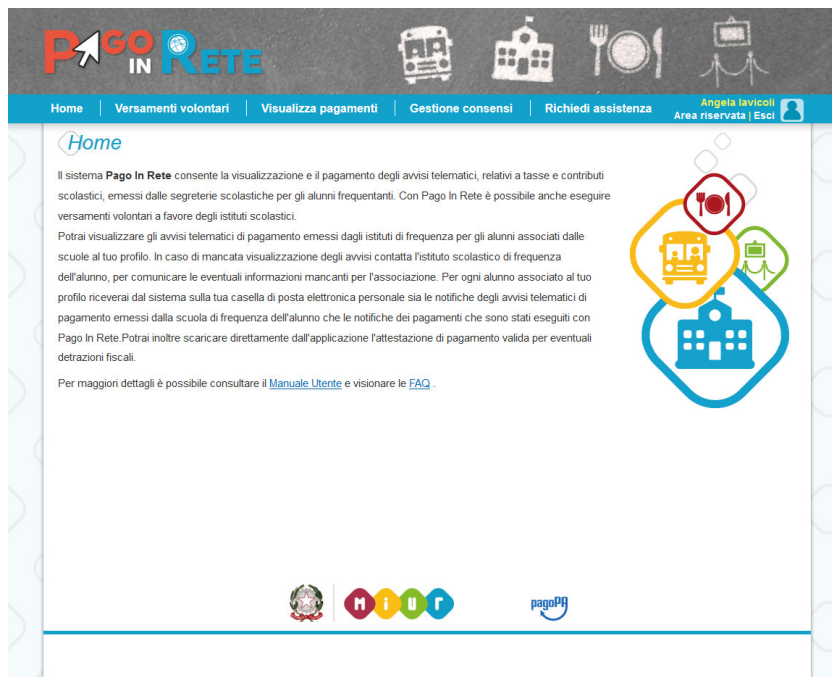 PAGO IN RETE
Home | Versamenti volontari | Visualizza pagamenti | Gestione consensi | Richiedi assistenza
Angela Iavicoli
Area riservata | Esci
Home
Il sistema Pago In Rete consente la visualizzazione e il pagamento degli avvisi telematici, relativi a tasse e contributi
scolastici, emessi dalle segreterie scolastiche per gli alunni frequentanti. Con Pago In Rete è possibile anche eseguire
versamenti volontari a favore degli istituti scolastici.
Potrai visualizzare gli avvisi telematici di pagamento emessi dagli istituti di frequenza per gli alunni associati dalle
scuole al tuo profilo. In caso di mancata visualizzazione degli avvisi contatta l'istituto scolastico di frequenza
dell'alunno, per comunicare le eventuali informazioni mancanti per l'associazione. Per ogni alunno associato al tuo
profilo riceverai dal sistema sulla tua casella di posta elettronica personale sia le notifiche degli avvisi telematici di
pagamento emessi dalla scuola di frequenza dell'alunno che le notifiche dei pagamenti che sono stati eseguiti con
Pago In Rete.Potrai inoltre scaricare direttamente dall'applicazione l'attestazione di pagamento valida per eventuali
detrazioni fiscali.
Per maggiori dettagli è possibile consultare il Manuale Utente e visionare le FAQ .
Miur
pagoPA